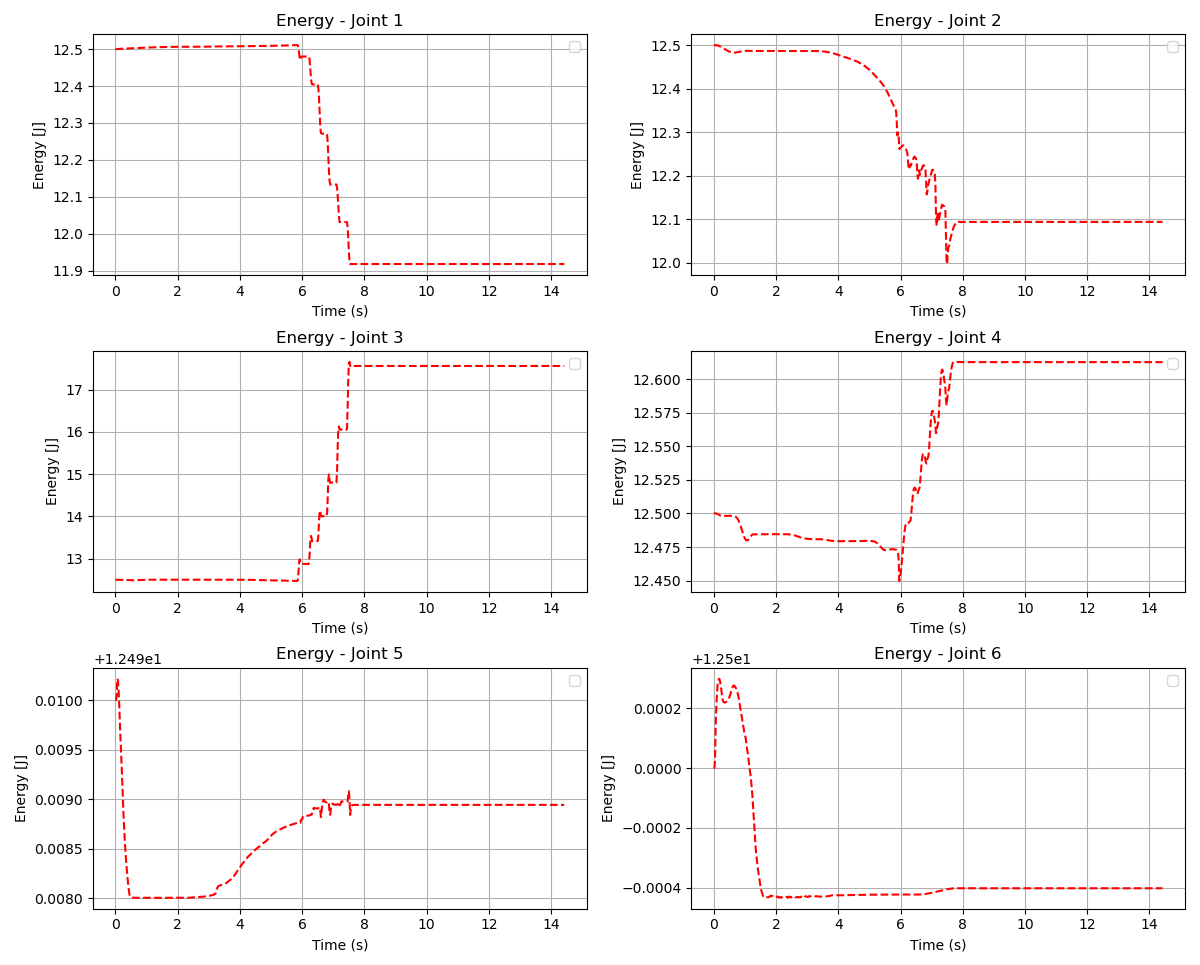 Energy - Joint 1
Energy [J]
12.5
12.4
12.3
12.2
12.1
12.0
11.9
0 2 4 6 8 10 12 14
Time (s)
Energy - Joint 2
Energy [J]
12.5
12.4
12.3
12.2
12.1
12.0
0 2 4 6 8 10 12 14
Time (s)
Energy - Joint 3
Energy [J]
17
16
15
14
13
0 2 4 6 8 10 12 14
Time (s)
Energy - Joint 4
Energy [J]
12.600
12.575
12.550
12.525
12.500
12.475
12.450
0 2 4 6 8 10 12 14
Time (s)
Energy - Joint 5
+1.249e1
Energy [J]
0.0100
0.0095
0.0090
0.0085
0.0080
0 2 4 6 8 10 12 14
Time (s)
Energy - Joint 6
+1.25e1
Energy [J]
0.0002
0.0000
−0.0002
−0.0004
0 2 4 6 8 10 12 14
Time (s)